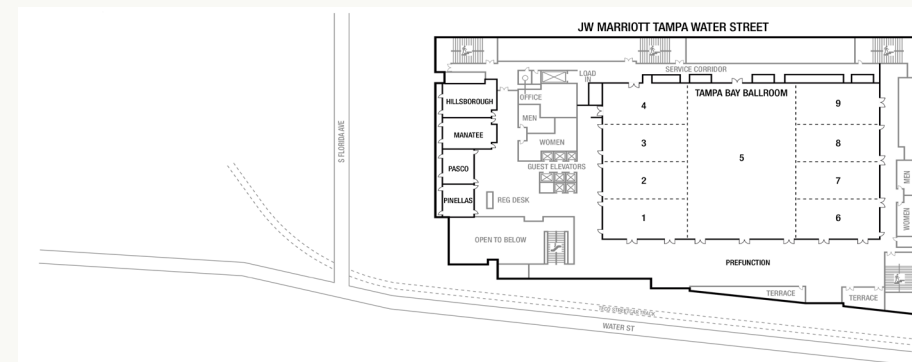 JW MARRIOTT TAMPA WATER STREET
SERVICE CORRIDOR
LOAD
IN
OFFICE
HILLSBOROUGH
MEN
MANATEE
WOMEN
GUEST ELEVATORS
PASCO
PINELLAS
REG DESK
OPEN TO BELOW
S FLORIDA AVE
TAMPA BAY BALLROOM
4
9
3
8
5
2
7
1
6
MEN
WOMEN
PREFUNCTION
TERRACE
TERRACE
WATER ST